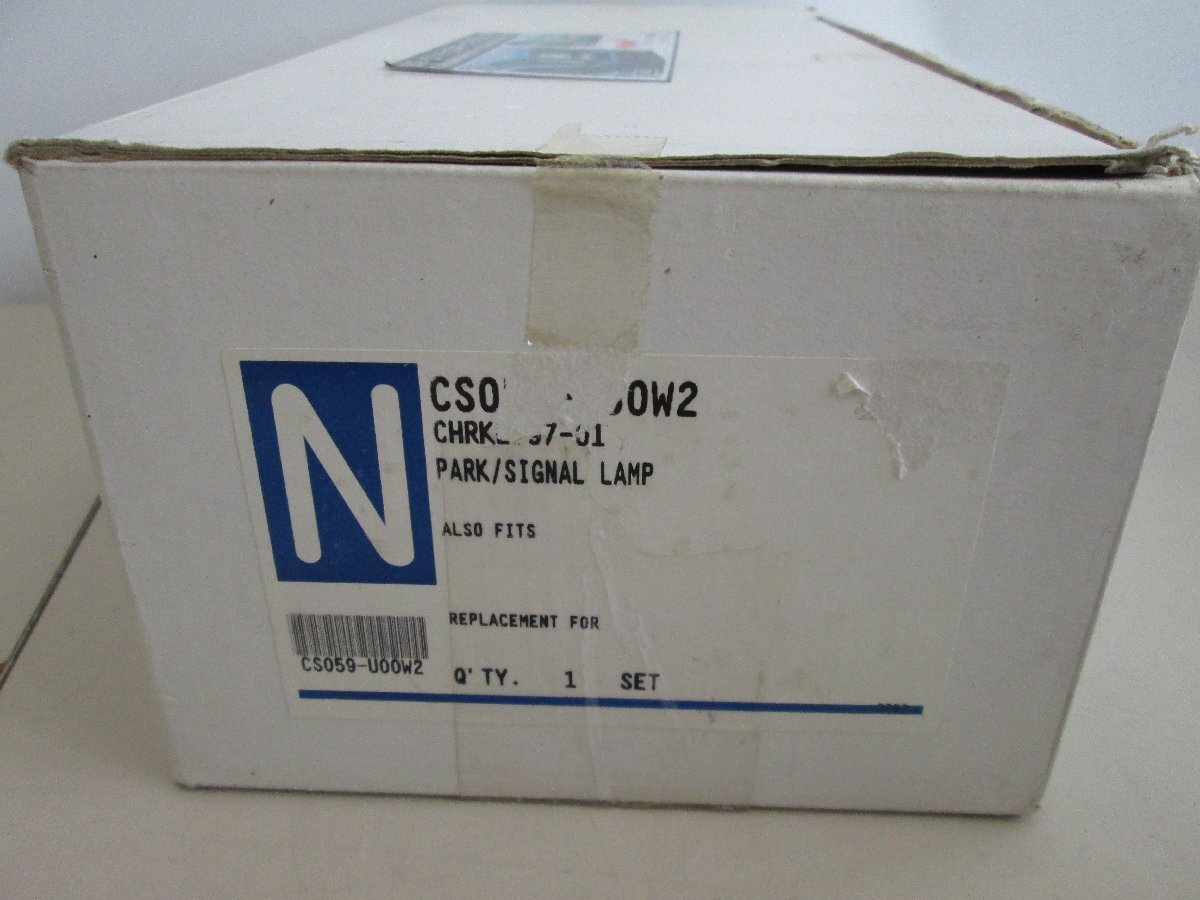 N
PARK/SIGNAL LAMP
ALSO FITS
REPLACEMENT FOR
CS059-U00W2
Q'TY. 1 SET